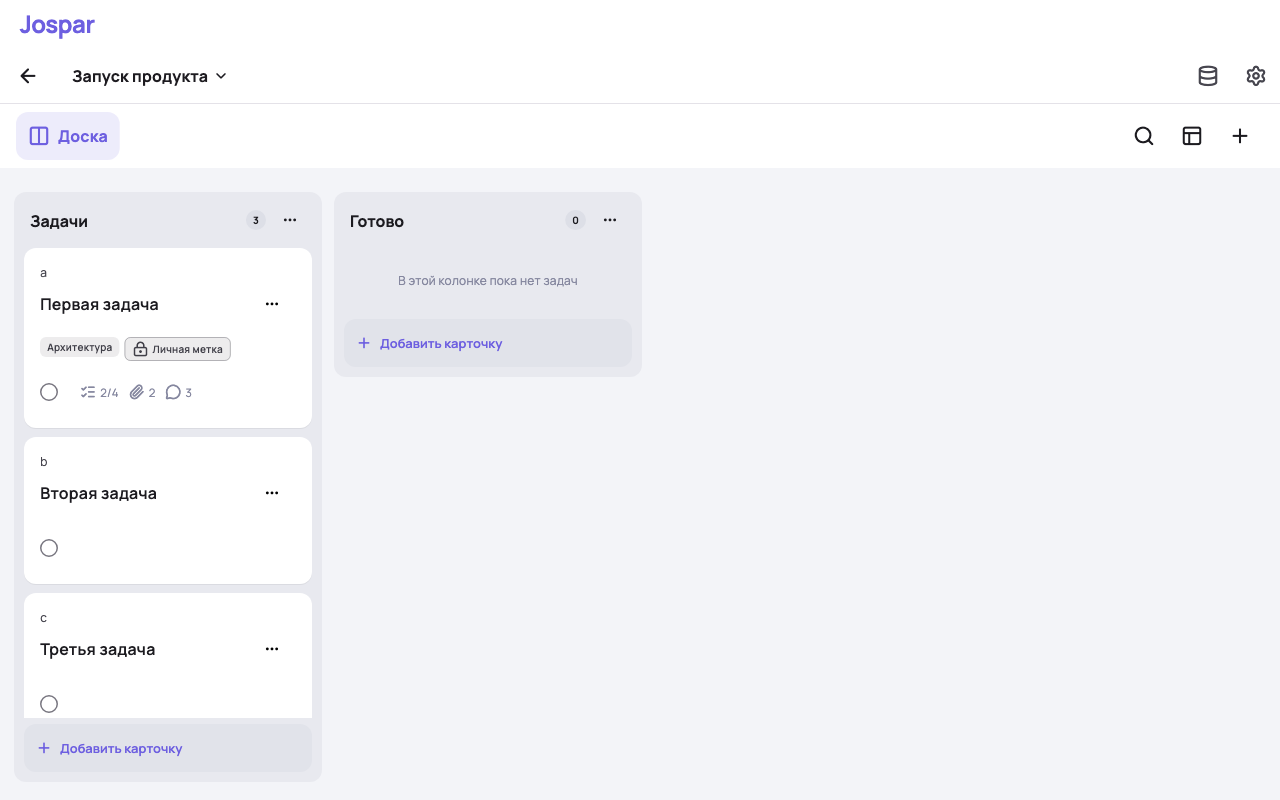 Jospar
Запуск продукта
Доска
Задачи
3
a
Первая задача
Архитектура
Личная метка
2/4
2
3
b
Вторая задача
c
Третья задача
Добавить карточку
Готово
0
В этой колонке пока нет задач
Добавить карточку